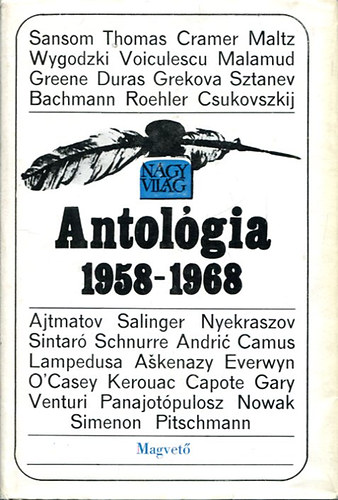 Sansom Thomas Cramer Maltz
Wygodzki Voiculescu Malamud
Greene Duras Grekova Sztanev
Bachmann Roehler Csukovszkij
NAGY
VILÁG
Antológia
1958-1968
Ajtmatov Salinger Nyekraszov
Sintaró Schnurre Andrić Camus
Lampedusa Aškenazy Everwyn
O'Casey Kerouac Capote Gary
Venturi Panajotópulosz Nowak
Simenon Pitschmann
Magvető